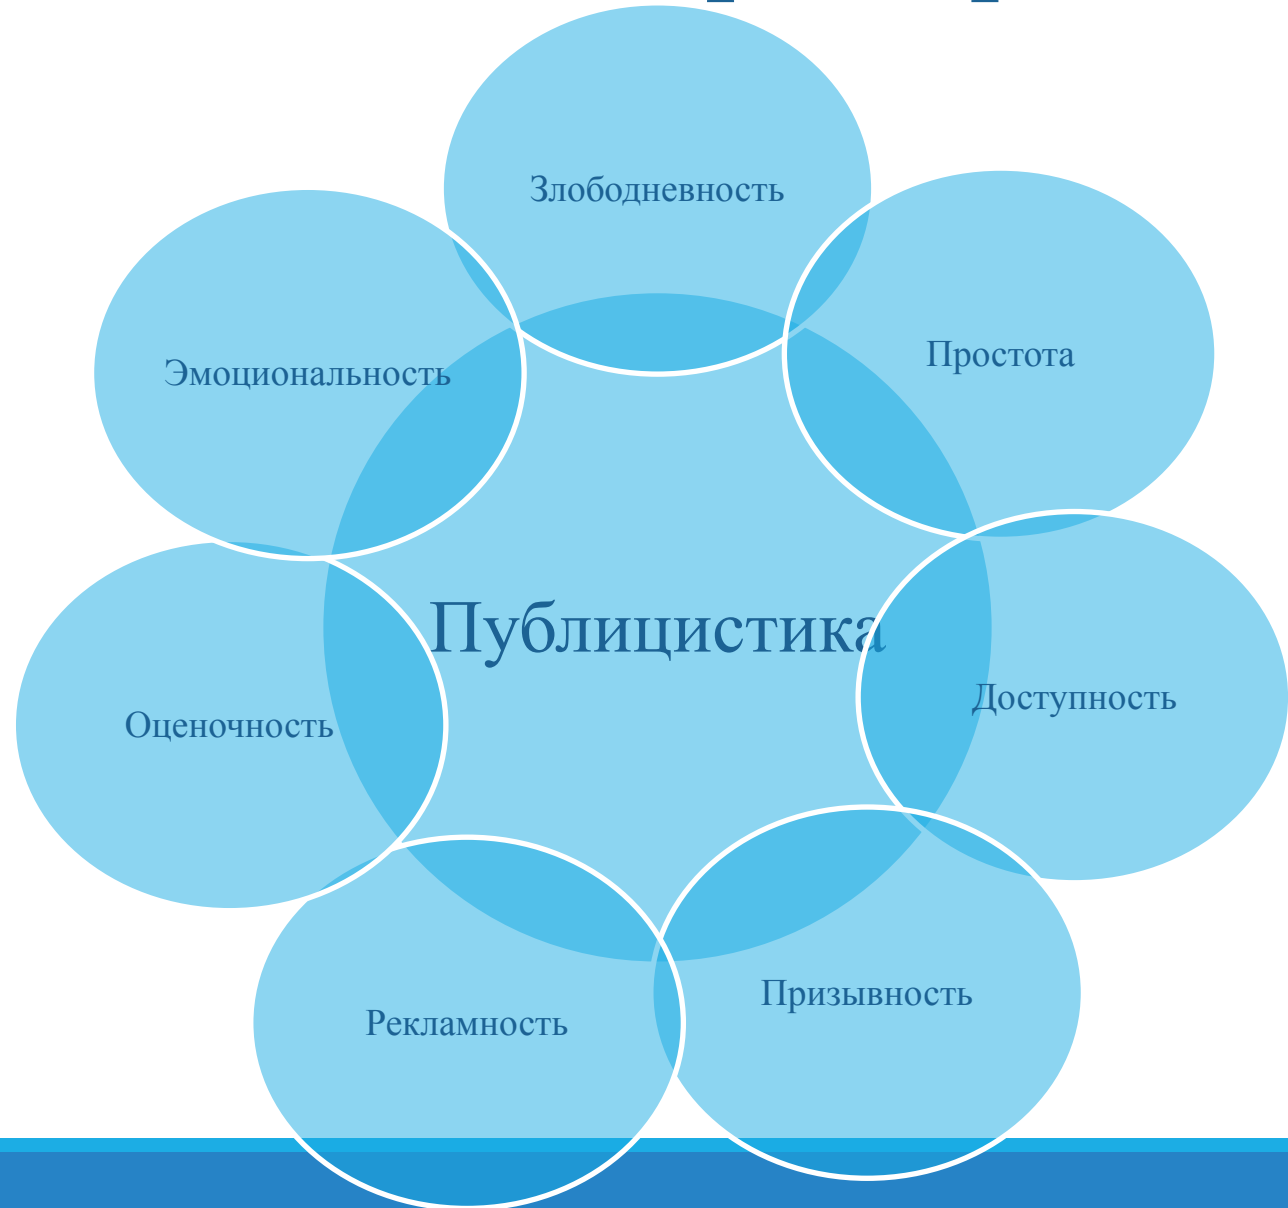 Злободневность
Простота
Эмоциональность
Публицистика
Доступность
Оценочность
Призывность
Рекламность